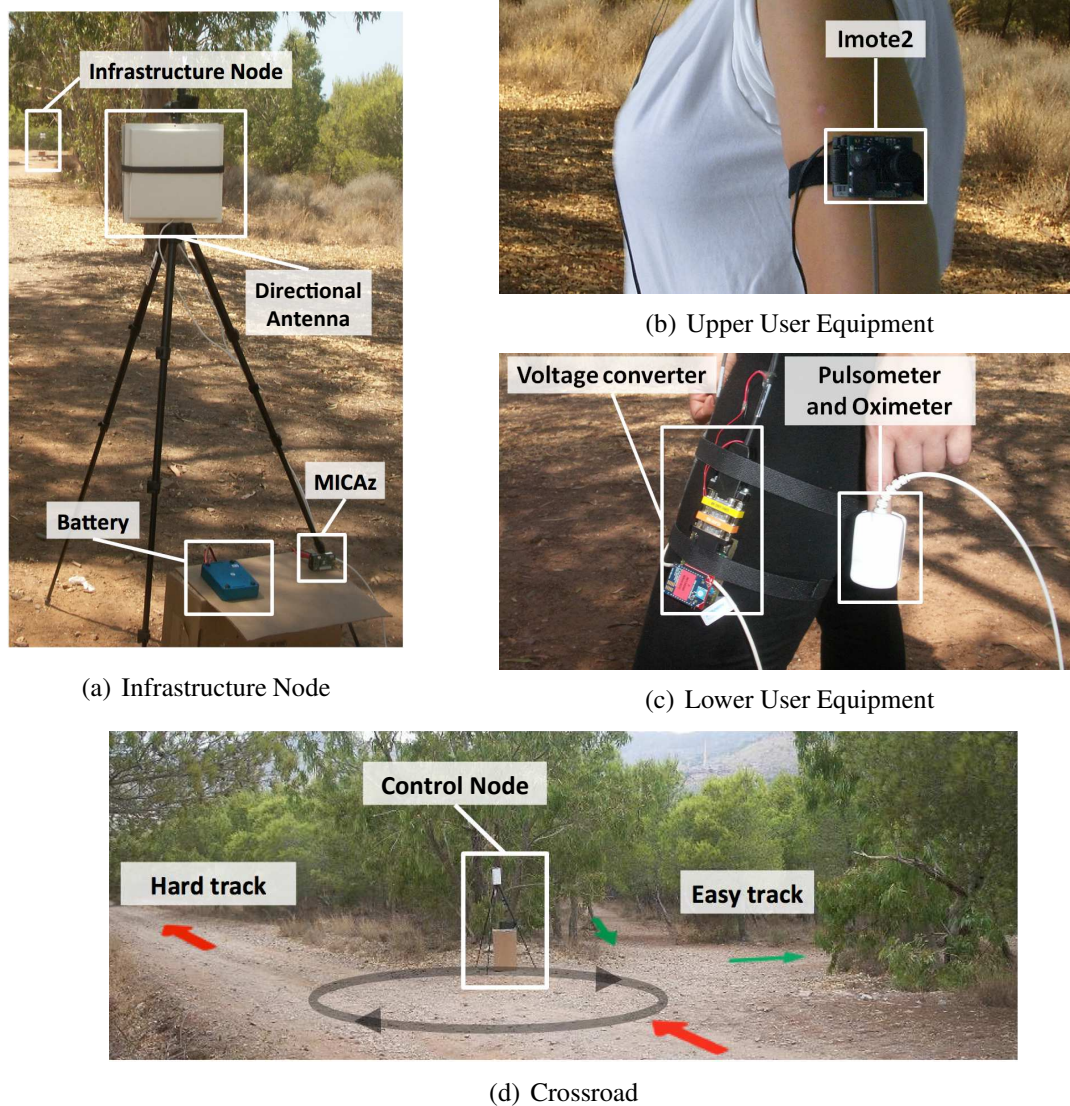 Infrastructure Node
Directional
Antenna
MICAz
Battery
(a) Infrastructure Node
Imote2
(b) Upper User Equipment
Voltage converter
Pulsometer
and Oximeter
(c) Lower User Equipment
Control Node
Hard track
Easy track
(d) Crossroad